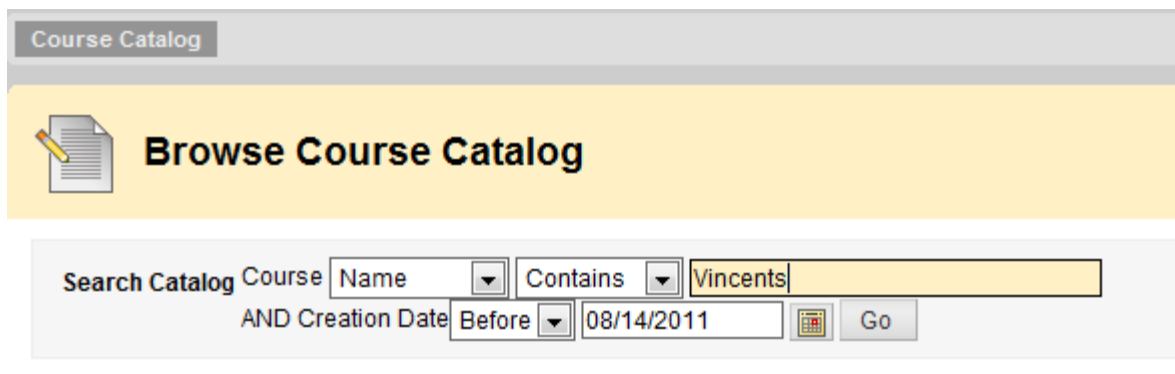 Course Catalog
Browse Course Catalog
Search Catalog Course Name Contains Vincents
AND Creation Date Before 08/14/2011 Go